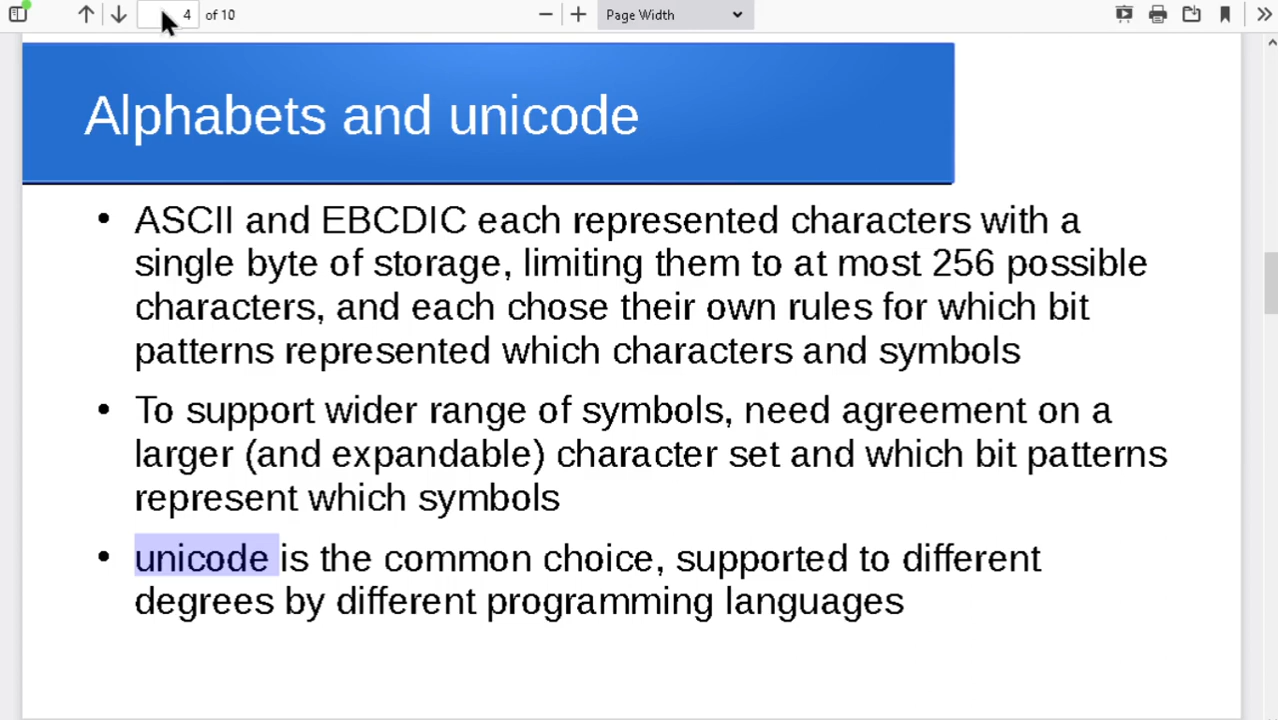 4 of 10 Page Width
Alphabets and unicode
• ASCII and EBCDIC each represented characters with a
single byte of storage, limiting them to at most 256 possible
characters, and each chose their own rules for which bit
patterns represented which characters and symbols
• To support wider range of symbols, need agreement on a
larger (and expandable) character set and which bit patterns
represent which symbols
• unicode is the common choice, supported to different
degrees by different programming languages